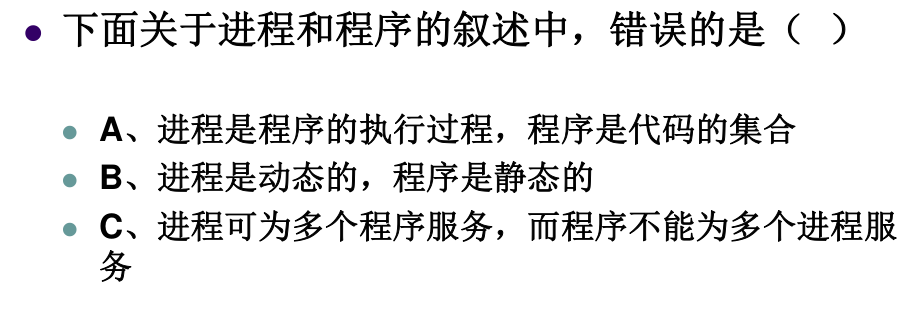 下面关于进程和程序的叙述中，错误的是（ ）
A、进程是程序的执行过程，程序是代码的集合
B、进程是动态的，程序是静态的
C、进程可为多个程序服务，而程序不能为多个进程服
务